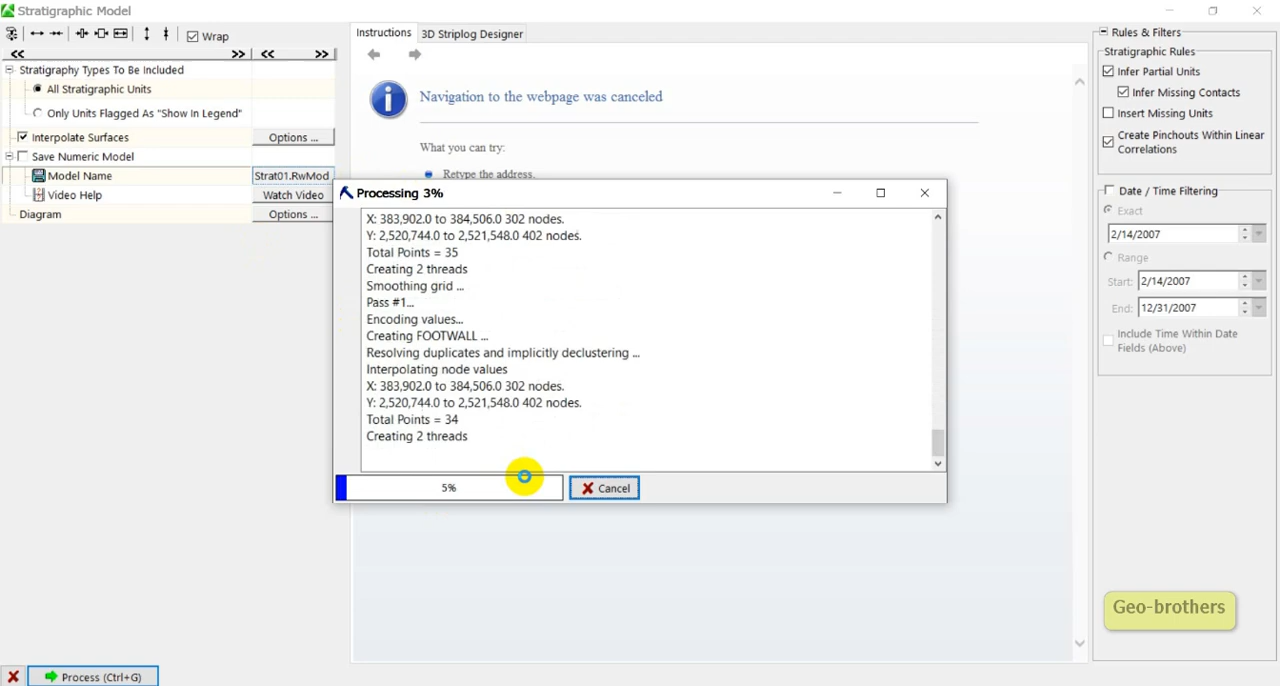 Stratigraphic Model
Wrap
<< >> << >>
Stratigraphy Types To Be Included
All Stratigraphic Units
Only Units Flagged As "Show In Legend"
Interpolate Surfaces
Options ...
Save Numeric Model
Model Name
Strat01.RwMod
Video Help
Watch Video
Diagram
Options ...
Instructions
3D Striplog Designer
Navigation to the webpage was canceled
What you can try:
Retype the address.
Processing 3%
X: 383,902.0 to 384,506.0 302 nodes.
Y: 2,520,744.0 to 2,521,548.0 402 nodes.
Total Points = 35
Creating 2 threads
Smoothing grid ...
Pass #1...
Encoding values...
Creating FOOTWALL ...
Resolving duplicates and implicitly declustering ...
Interpolating node values
X: 383,902.0 to 384,506.0 302 nodes.
Y: 2,520,744.0 to 2,521,548.0 402 nodes.
Total Points = 34
Creating 2 threads
5%
Cancel
Rules & Filters
Stratigraphic Rules
Infer Partial Units
Infer Missing Contacts
Insert Missing Units
Create Pinchouts Within Linear
Correlations
Date / Time Filtering
Exact
2/14/2007
Range
Start: 2/14/2007
End: 12/31/2007
Include Time Within Date
Fields (Above)
Geo-brothers
Process (Ctrl+G)